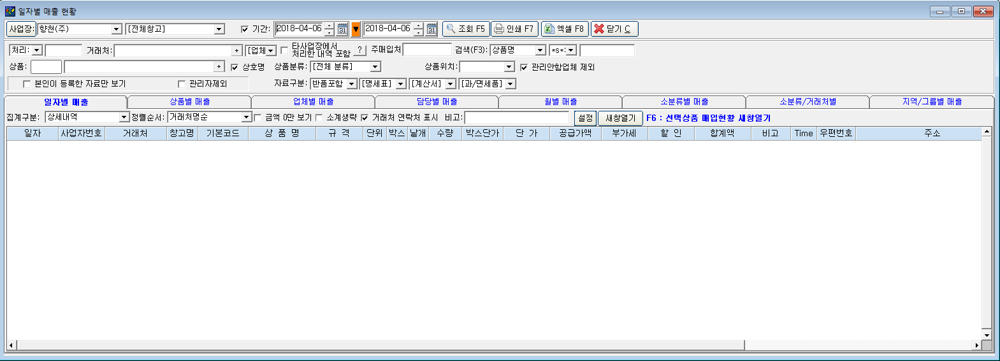 일자별 매출 현황
사업장: 향천(주) [전체창고] 기간: 2018-04-06 31 2018-04-06 31 조회 F5 인쇄 F7 엑셀 F8 닫기 C
처리: 거래처: + [업체 타사업장에서 처리한 내역 포함 ? 주매입처 검색(F3): 상품명 *s*:
상품: + 상호명 상품분류: [전체 분류] 상품위치: 관리안함업체 제외
본인이 등록한 자료만 보기 관리자제외 자료구분: 반품포함 [명세표] [계산서] [과/면세품]
일자별 매출 상품별 매출 업체별 매출 담당별 매출 월별 매출 소분류별 매출 소분류/거래처별 지역/그룹별 매출
집계구분: 상세내역 정렬순서: 거래처명순 금액 0만 보기 소계생략 거래처 연락처 표시 비고: 설정 새창열기 F6 : 선택상품 매입현황 새창열기
일자 사업자번호 거래처 창고명 기본코드 상 품 명 규 격 단위 박스 낱개 수량 박스단가 단 가 공급가액 부가세 할 인 합계액 비고 Time 우편번호 주소